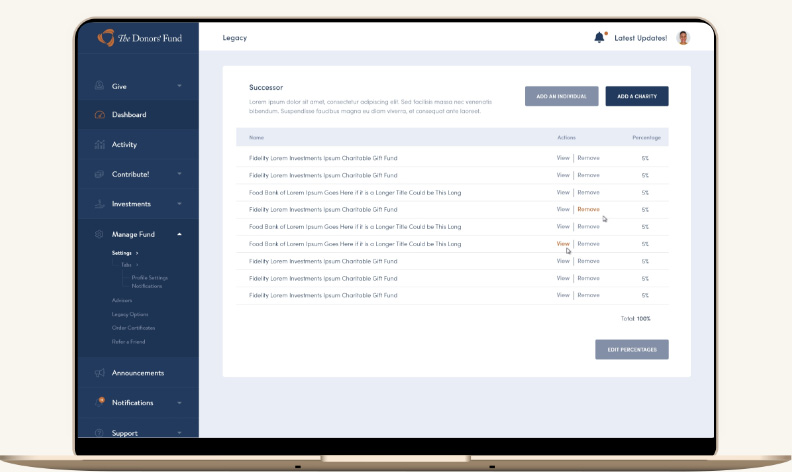 The Donors' Fund
Legacy
Latest Updates!
Give
Dashboard
Activity
Contribute!
Investments
Manage Fund
Settings >
Tabs >
Profile Settings
Notifications
Advisors
Legacy Options
Order Certificates
Refer a Friend
Announcements
Notifications
Support
Successor
Lorem ipsum dolor sit amet, consectetur adipiscing elit. Sed facilisis massa nec venenatis
bibendum. Suspendisse faucibus magna eu diam viverra, et consequat ante laoreet.
ADD AN INDIVIDUAL
ADD A CHARITY
Name Actions Percentage
Fidelity Lorem Investments Ipsum Charitable Gift Fund View | Remove 5%
Fidelity Lorem Investments Ipsum Charitable Gift Fund View | Remove 5%
Food Bank of Lorem Ipsum Goes Here if it is a Longer Title Could be This Long View | Remove 5%
Fidelity Lorem Investments Ipsum Charitable Gift Fund View | Remove 5%
Food Bank of Lorem Ipsum Goes Here if it is a Longer Title Could be This Long View | Remove 5%
Food Bank of Lorem Ipsum Goes Here if it is a Longer Title Could be This Long View | Remove 5%
Fidelity Lorem Investments Ipsum Charitable Gift Fund View | Remove 5%
Fidelity Lorem Investments Ipsum Charitable Gift Fund View | Remove 5%
Fidelity Lorem Investments Ipsum Charitable Gift Fund View | Remove 5%
Total: 100%
EDIT PERCENTAGES